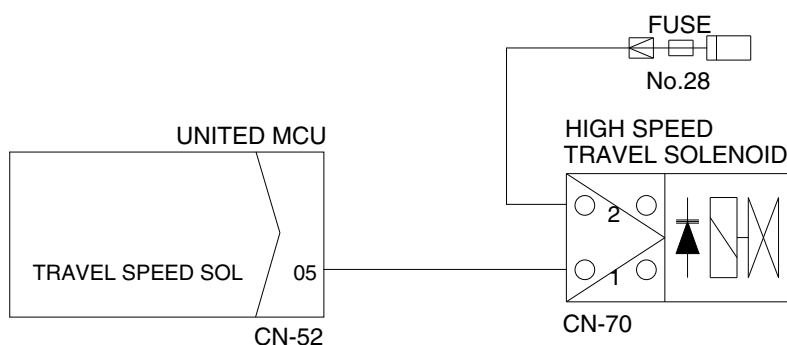 FUSE
No.28
UNITED MCU
HIGH SPEED
TRAVEL SOLENOID
2
TRAVEL SPEED SOL 05
1
CN-52
CN-70